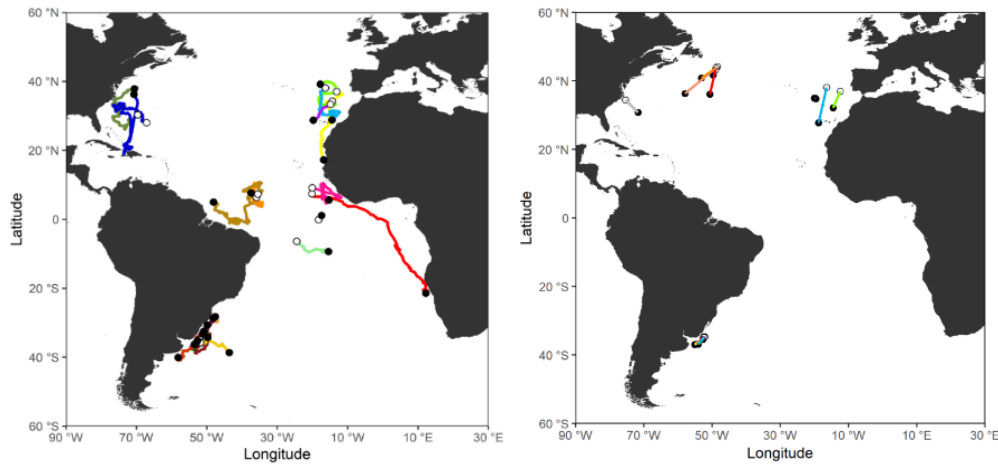 60 °N
40 °N
20 °N
0
20 °S
40 °S
60 °S
Latitude
90 °W
70 °W
50 °W
30 °W
10 °W
10 °E
30 °E
Longitude
60 °N
40 °N
20 °N
0
20 °S
40 °S
60 °S
Latitude
90 °W
70 °W
50 °W
30 °W
10 °W
10 °E
30 °E
Longitude